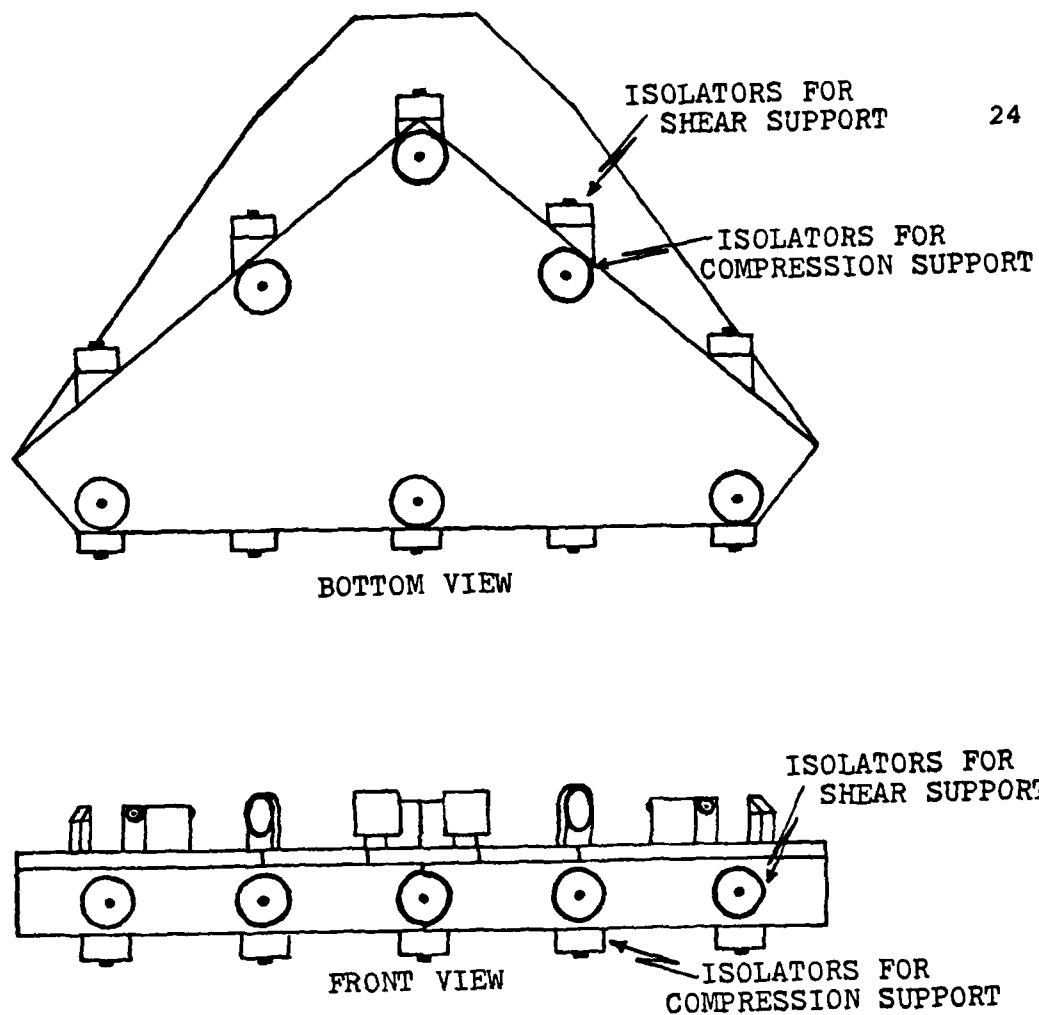 ISOLATORS FOR
SHEAR SUPPORT
24
ISOLATORS FOR
COMPRESSION SUPPORT
BOTTOM VIEW
ISOLATORS FOR
SHEAR SUPPORT
FRONT VIEW
ISOLATORS FOR
COMPRESSION SUPPORT